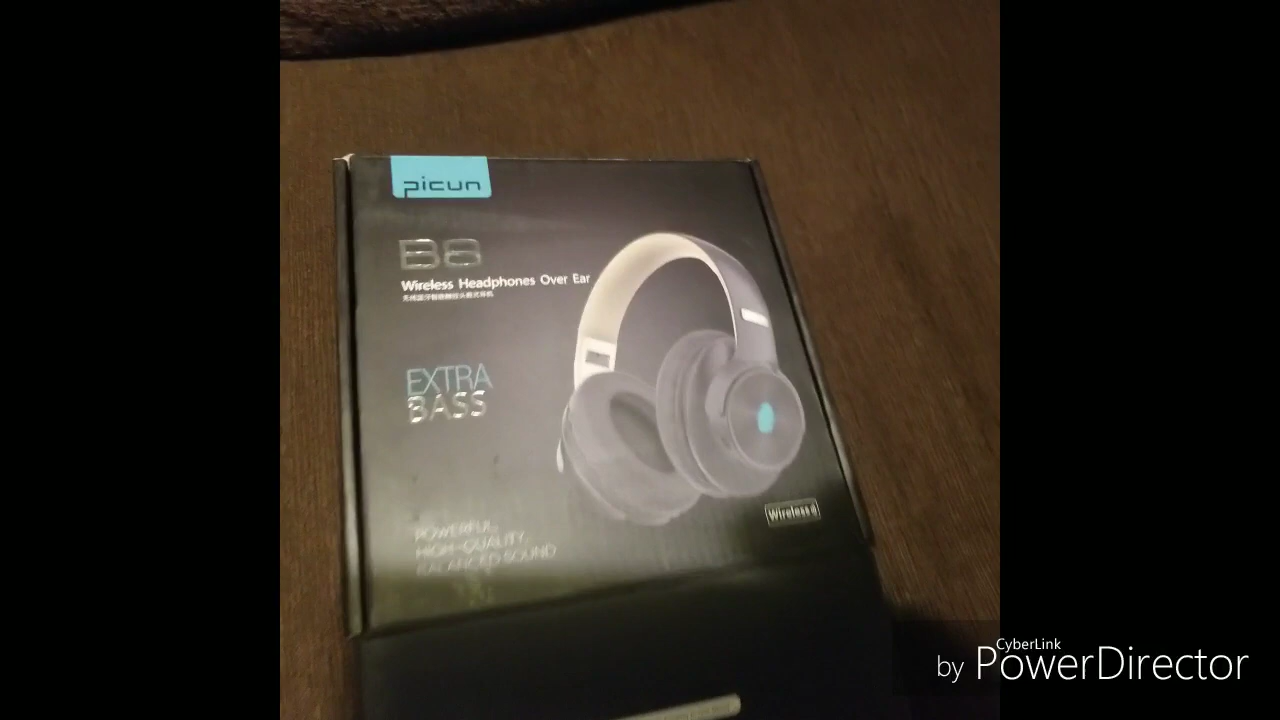 picun
B8
Wireless Headphones Over Ear
EXTRA
BASS
POWERFUL,
HIGH-QUALITY,
BALANCED SOUND
Wireless
CyberLink
by PowerDirector